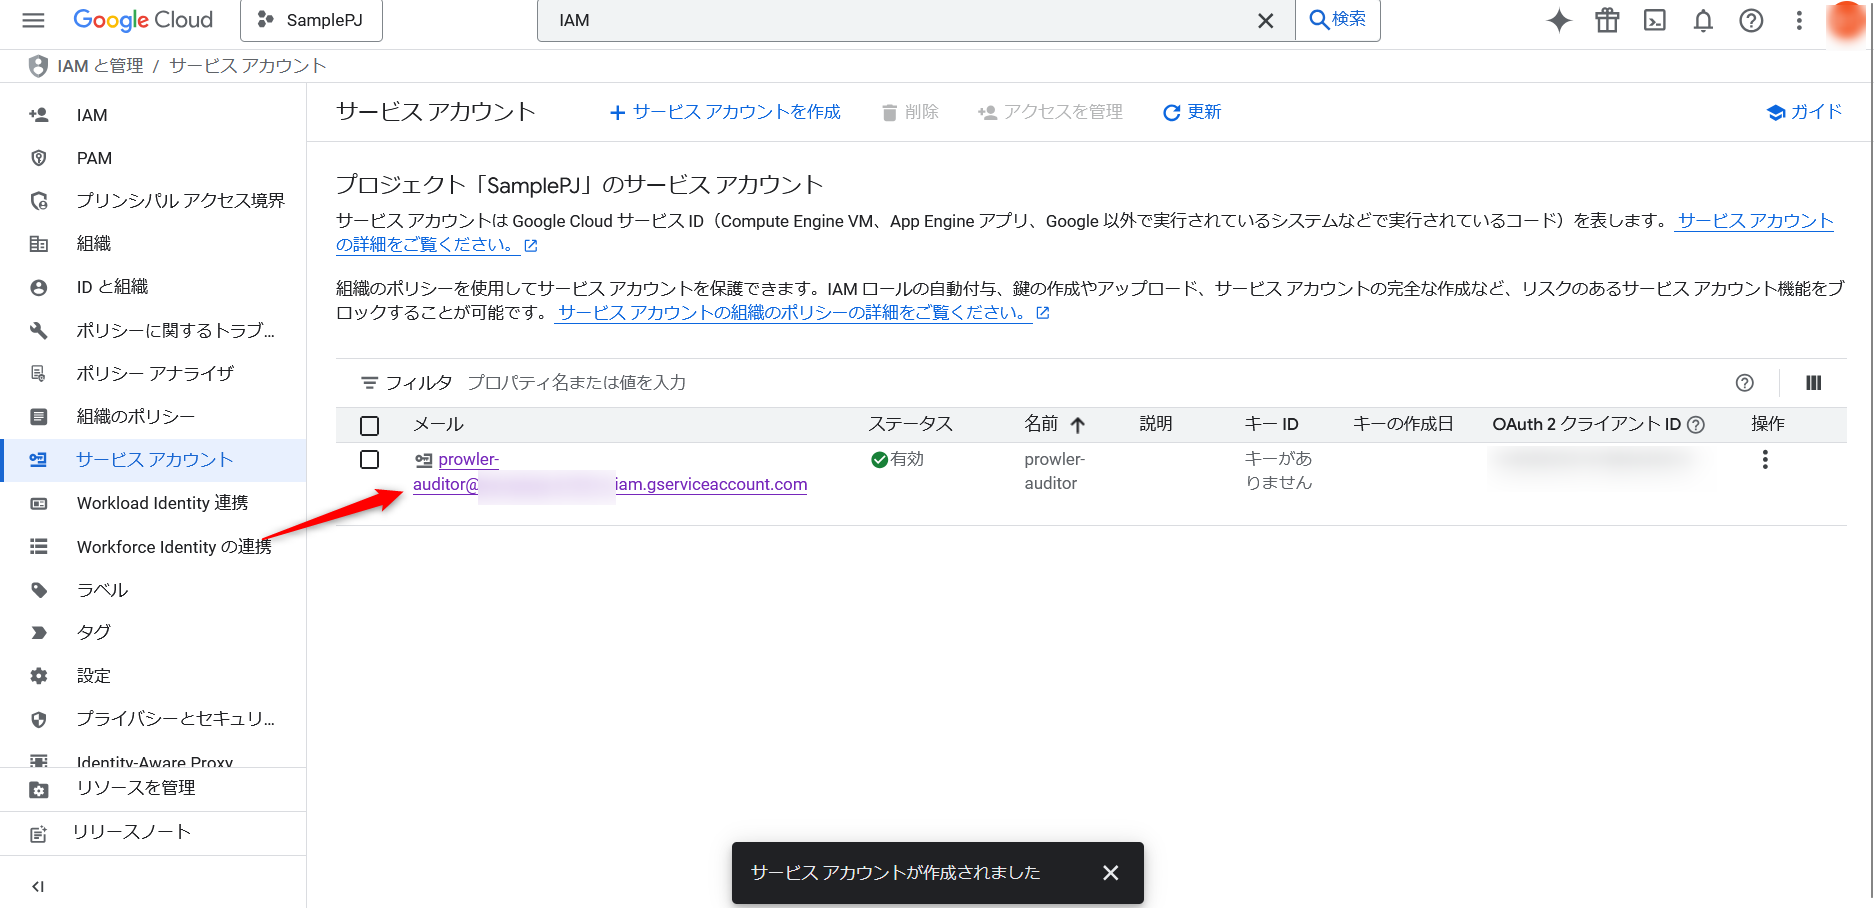 Google Cloud
SamplePJ
IAM
検索
IAM と管理 / サービス アカウント
IAM
PAM
プリンシパル アクセス境界
組織
ID と組織
ポリシーに関するトラブ...
ポリシー アナライザ
組織のポリシー
サービス アカウント
Workload Identity 連携
Workforce Identity の連携
ラベル
タグ
設定
プライバシーとセキュリ...
Identity-Aware Proxy
リソースを管理
リリースノート
サービス アカウント
サービス アカウントを作成
削除
アクセスを管理
更新
ガイド
プロジェクト「SamplePJ」のサービス アカウント
サービス アカウントは Google Cloud サービス ID（Compute Engine VM、App Engine アプリ、Google 以外で実行されているシステムなどで実行されているコード）を表します。 サービス アカウント
の詳細をご覧ください。
組織のポリシーを使用してサービス アカウントを保護できます。IAM ロールの自動付与、鍵の作成やアップロード、サービス アカウントの完全な作成など、リスクのあるサービス アカウント機能をブ
ロックすることが可能です。 サービス アカウントの組織のポリシーの詳細をご覧ください。
フィルタ プロパティ名または値を入力
メール ステータス 名前 説明 キー ID キーの作成日 OAuth 2 クライアント ID 操作
prowler- 有効 prowler- キーがあ
auditor@ iam.gserviceaccount.com auditor りません
サービス アカウントが作成されました